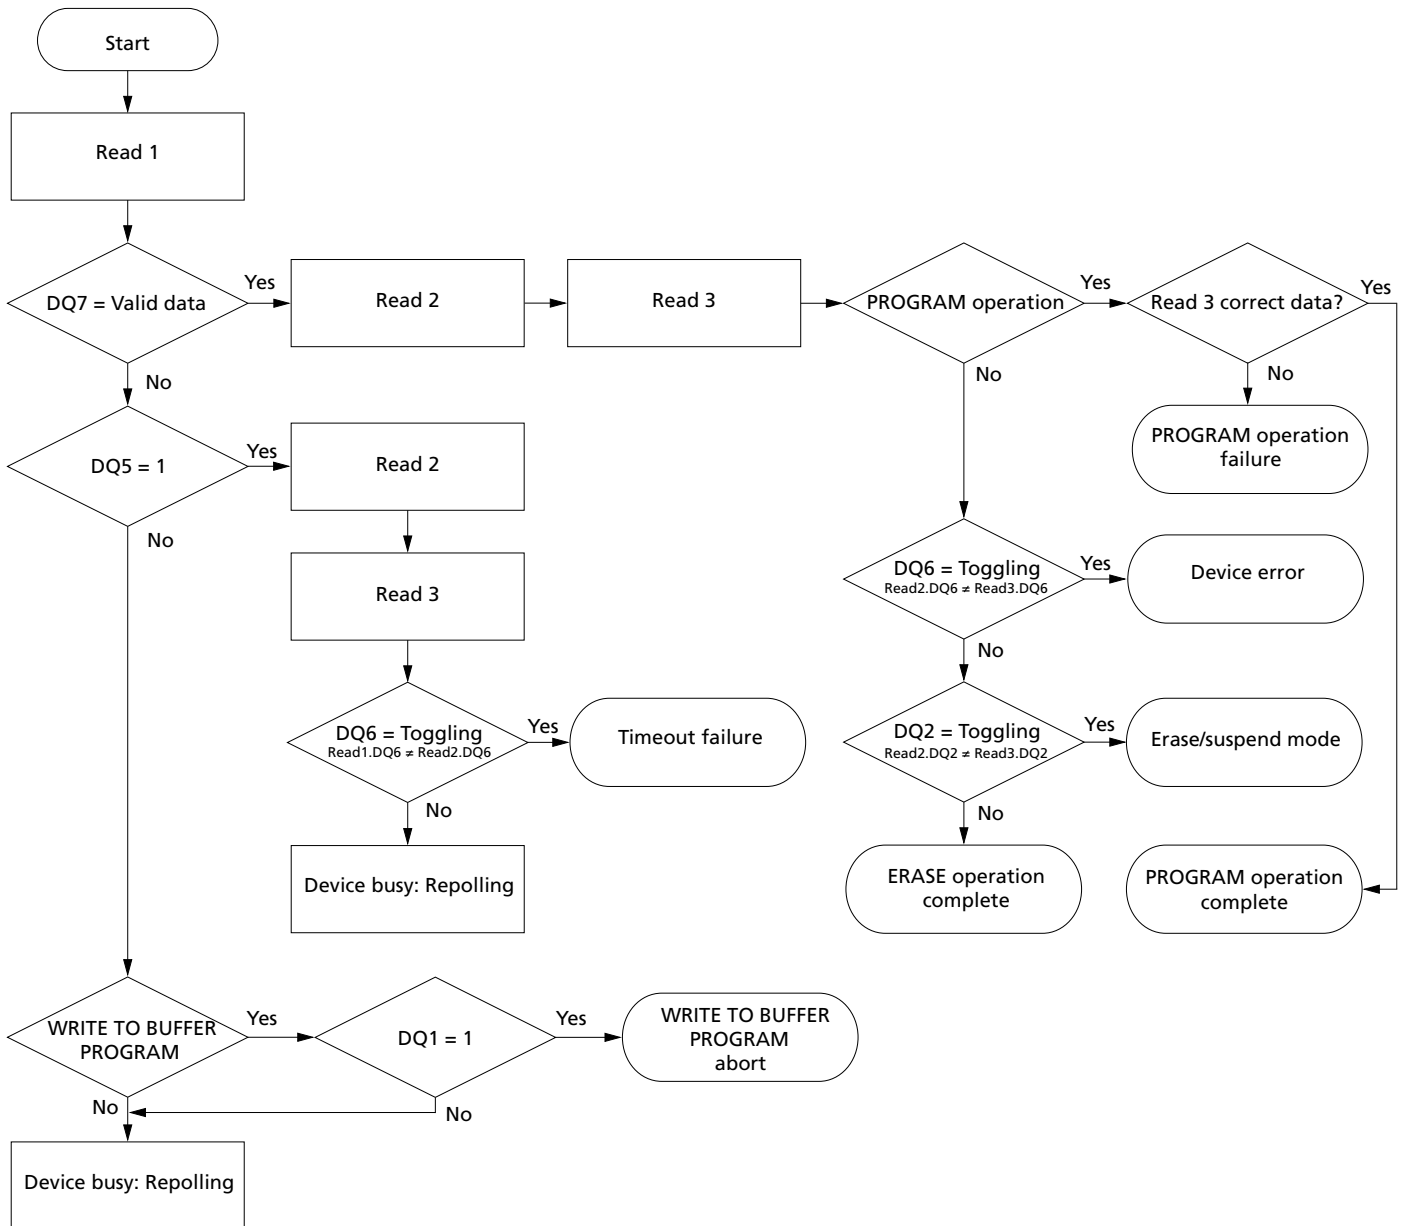 Start
Read 1
DQ7 = Valid data
Yes
Read 2
Read 3
PROGRAM operation
Yes
Read 3 correct data?
Yes
No
No
No
PROGRAM operation
failure
DQ5 = 1
Yes
Read 2
No
Read 3
DQ6 = Toggling
Read2.DQ6 ≠ Read3.DQ6
Yes
Device error
No
DQ6 = Toggling
Read1.DQ6 ≠ Read2.DQ6
Yes
Timeout failure
No
DQ2 = Toggling
Read2.DQ2 ≠ Read3.DQ2
Yes
Erase/suspend mode
No
Device busy: Repolling
ERASE operation
complete
PROGRAM operation
complete
WRITE TO BUFFER
PROGRAM
Yes
DQ1 = 1
Yes
WRITE TO BUFFER
PROGRAM
abort
No
No
Device busy: Repolling